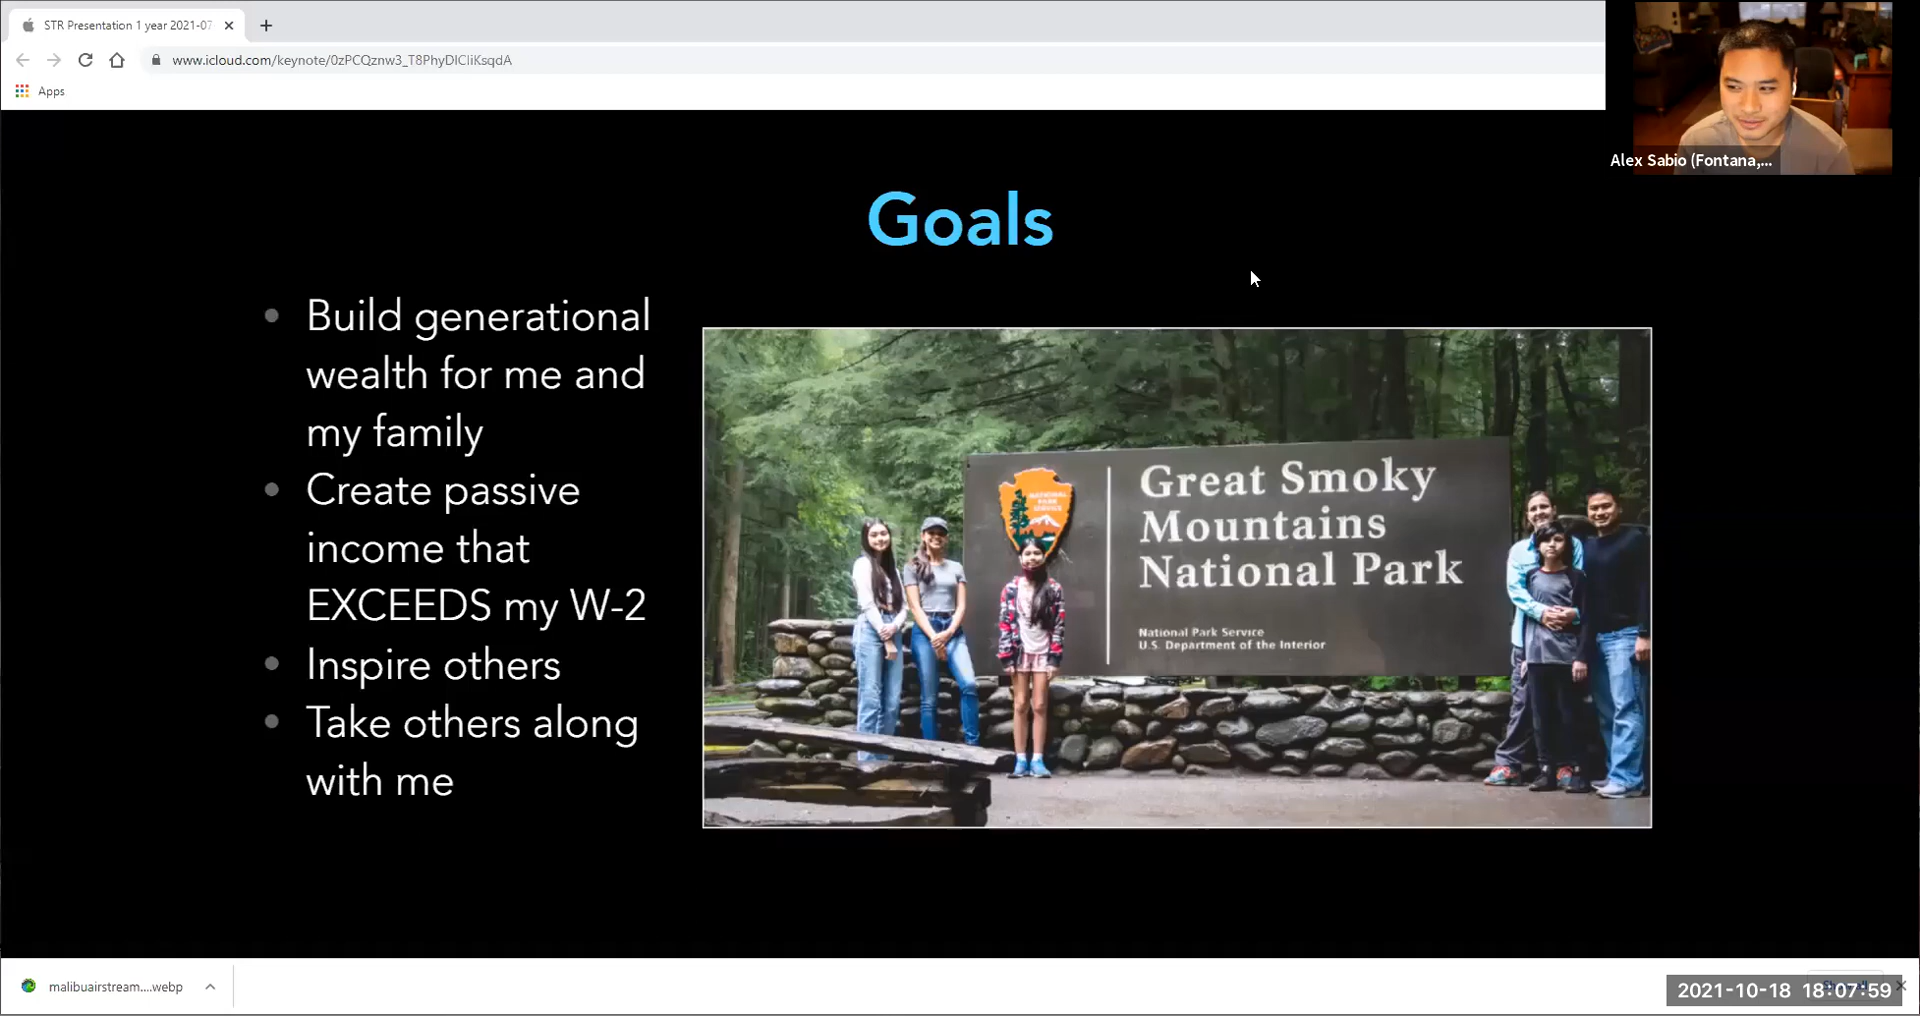 STR Presentation 1 year 2021-07
www.icloud.com/keynote/0zPCQznw3_T8PhyDICIiKsqdA
Apps
Alex Sabio (Fontana,...
Goals
Build generational
wealth for me and
my family
Create passive
income that
EXCEEDS my W-2
Inspire others
Take others along
with me
NATIONAL
PARK
SERVICE
Great Smoky
Mountains
National Park
National Park Service
U.S. Department of the Interior
malibuairstream....webp
2021-10-18 18:07:59